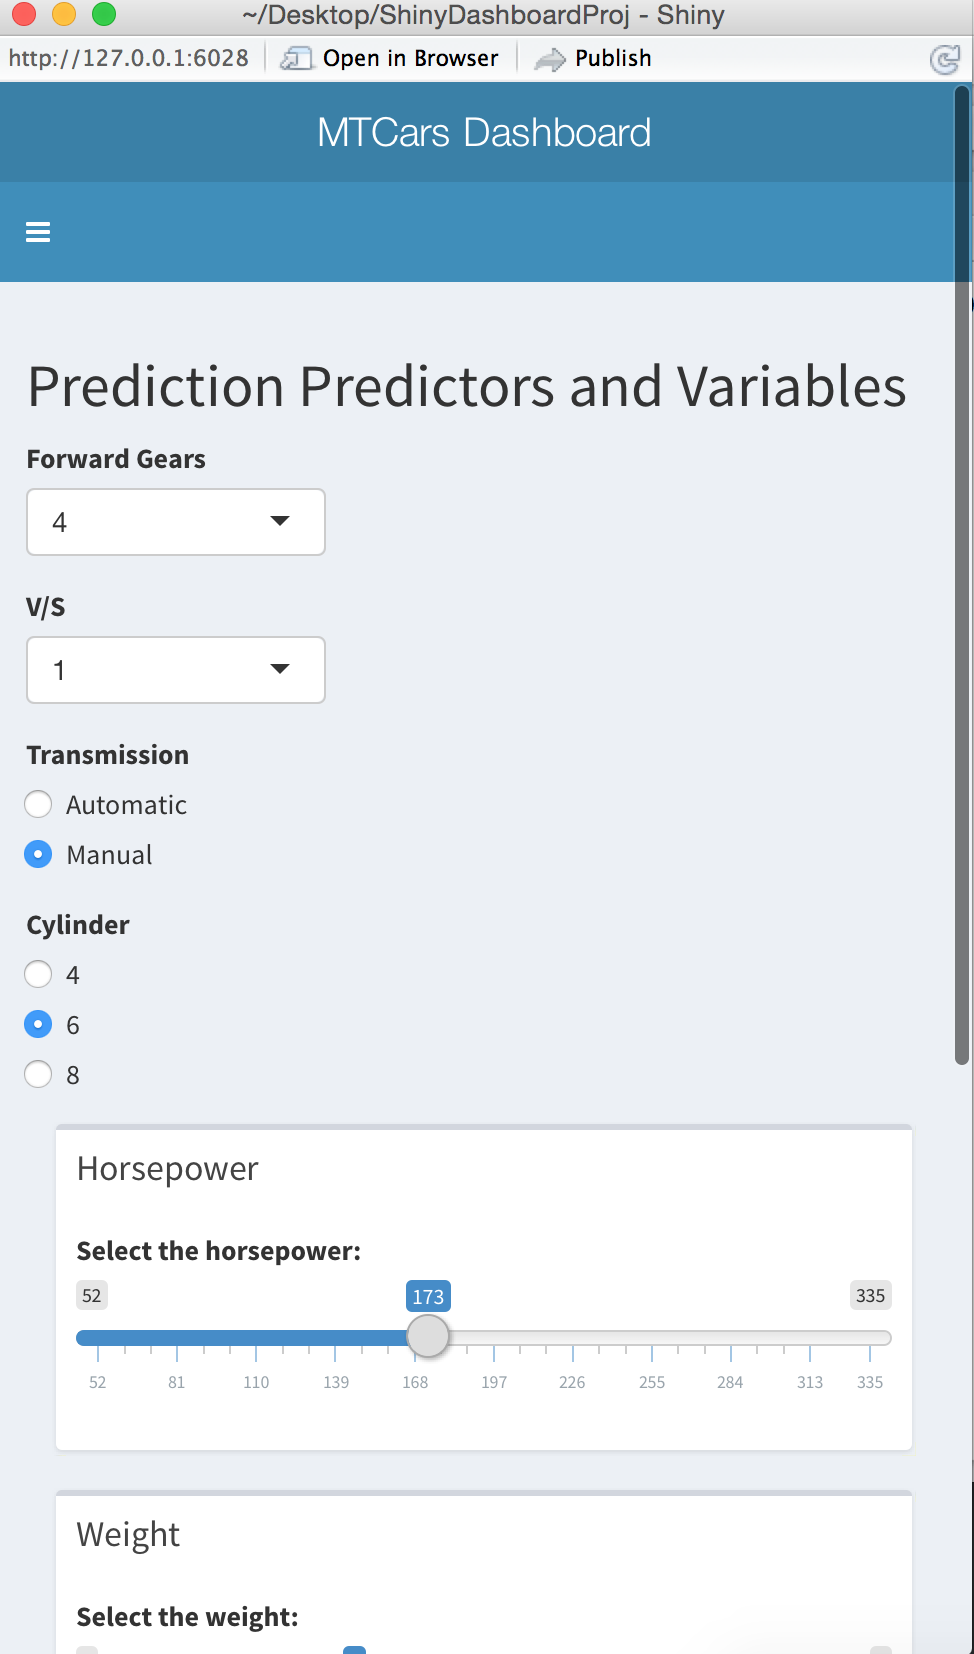 ~/Desktop/ShinyDashboardProj - Shiny
http://127.0.0.1:6028 Open in Browser Publish
MTCars Dashboard
Prediction Predictors and Variables
Forward Gears
4
V/S
1
Transmission
Automatic
Manual
Cylinder
4
6
8
Horsepower
Select the horsepower:
52 173 335
52 81 110 139 168 197 226 255 284 313 335
Weight
Select the weight: